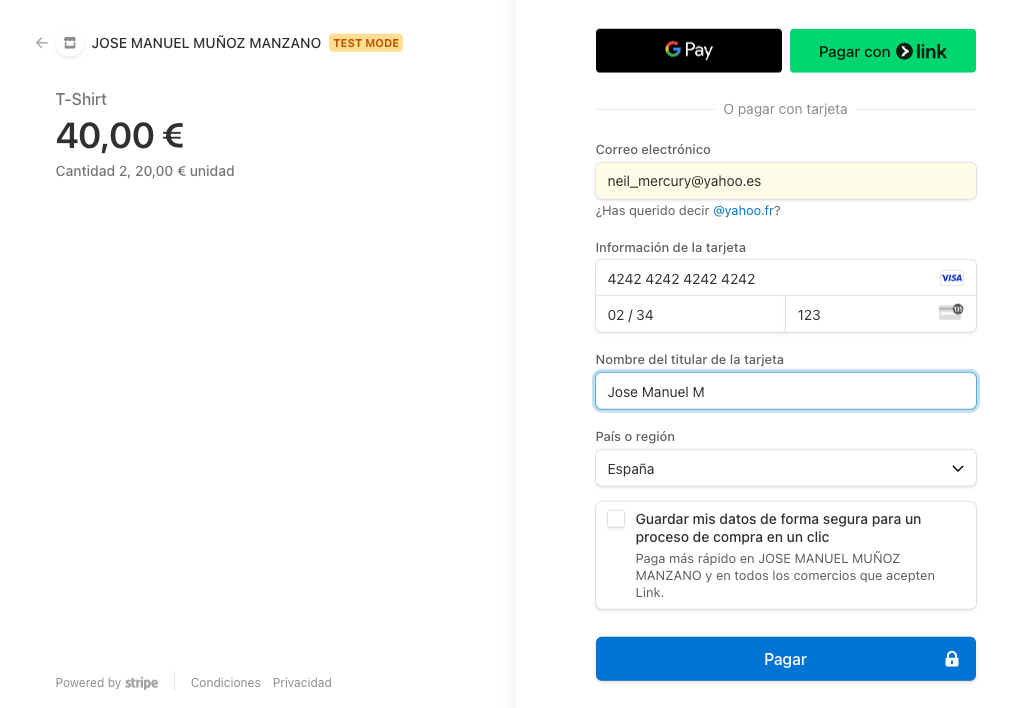 JOSE MANUEL MUÑOZ MANZANO TEST MODE
T-Shirt
40,00 €
Cantidad 2, 20,00 € unidad
Powered by stripe
Condiciones Privacidad
G Pay
Pagar con link
O pagar con tarjeta
Correo electrónico
neil_mercury@yahoo.es
¿Has querido decir @yahoo.fr?
Información de la tarjeta
4242 4242 4242 4242 VISA
02 / 34
123
Nombre del titular de la tarjeta
Jose Manuel M
País o región
España
Guardar mis datos de forma segura para un
proceso de compra en un clic
Paga más rápido en JOSE MANUEL MUÑOZ
MANZANO y en todos los comercios que acepten
Link.
Pagar